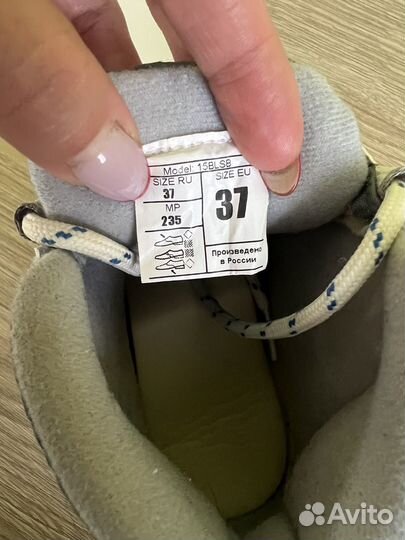 Model: 15BLSB
SIZE RU
37
MP
235
SIZE EU
37
Произведено
в России
Avito